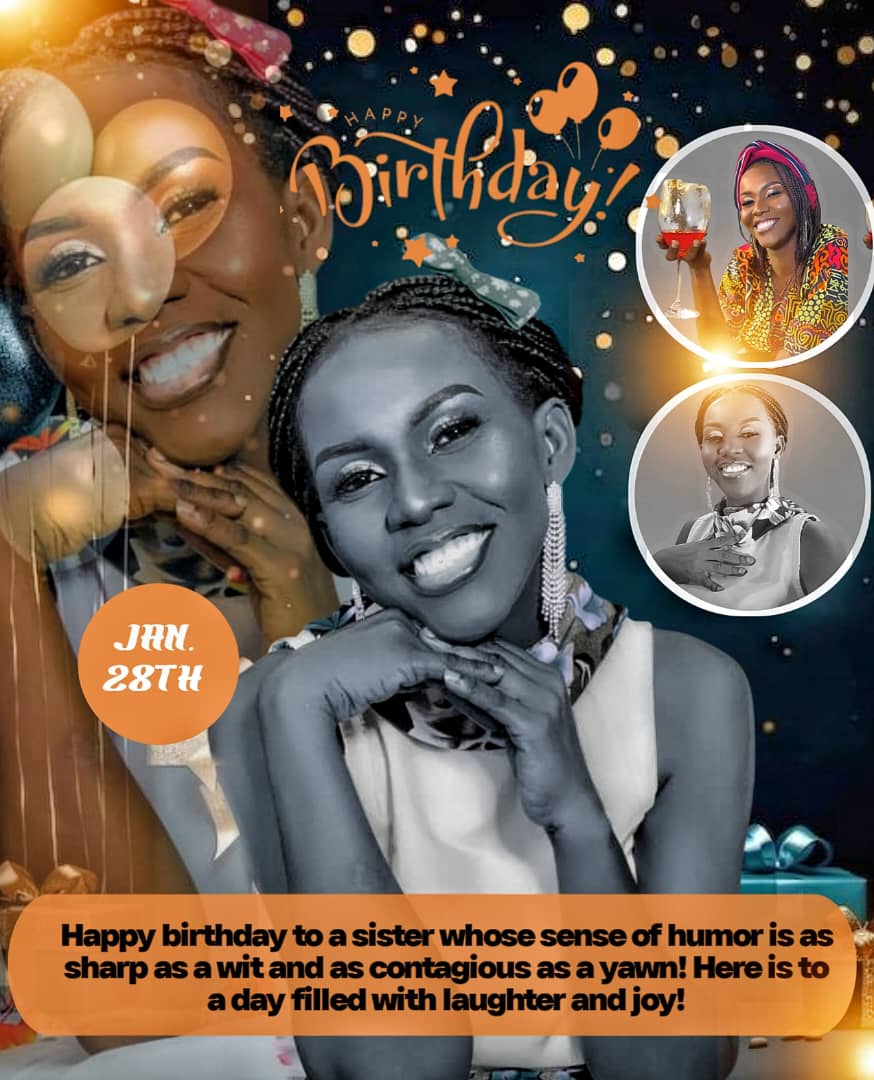 HAPPY
Birthday!
JAN.
28TH
Happy birthday to a sister whose sense of humor is as
sharp as a wit and as contagious as a yawn! Here is to
a day filled with laughter and joy!